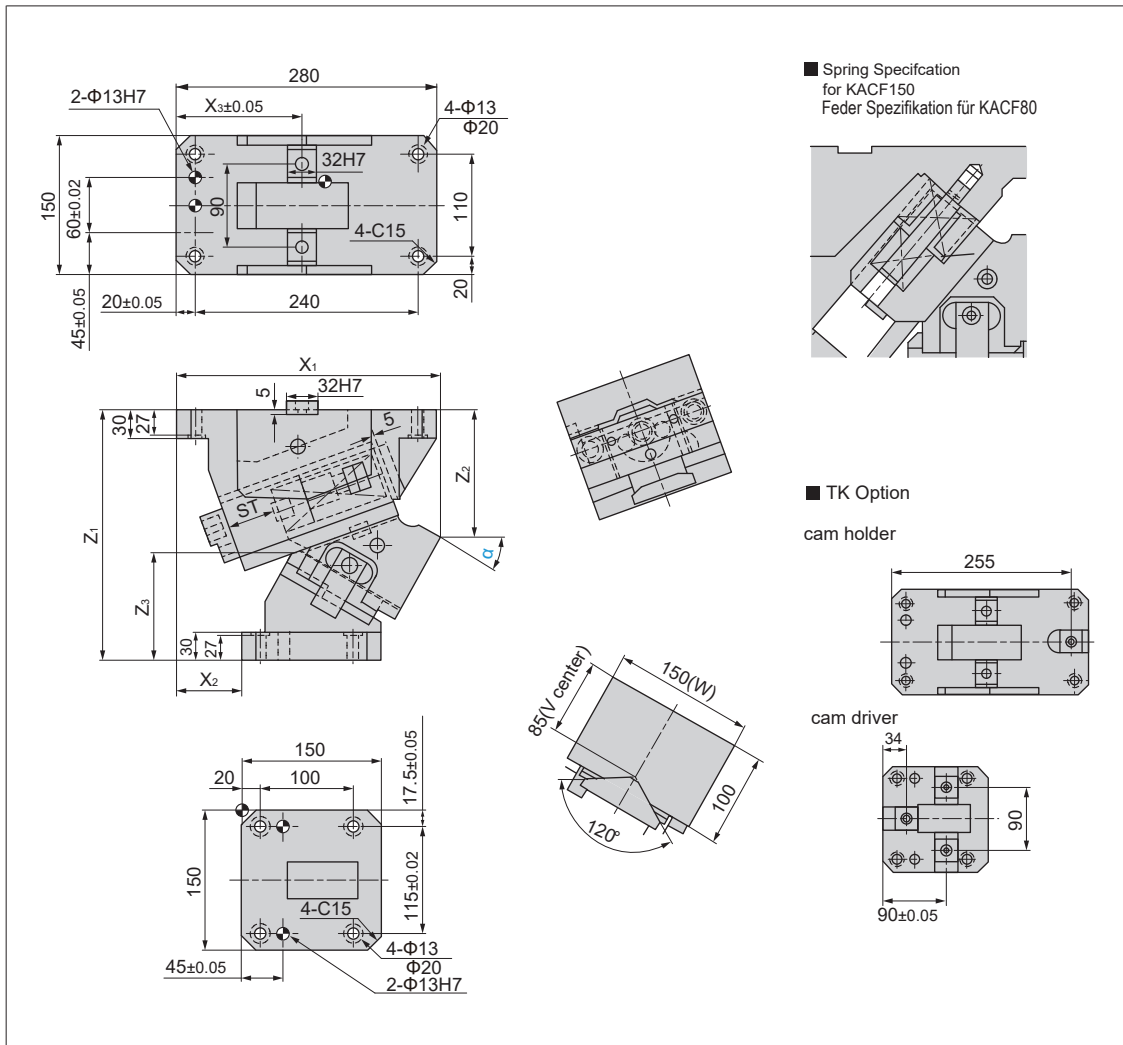 280
2-Φ13H7
X3±0.05
4-Φ13
Φ20
32H7
150
60±0.02
90
110
4-C15
20
45±0.05
20±0.05
240
X1
5
32H7
30
27
5
Z2
ST
α
Z1
Z3
30
27
X2
150
20
100
17.5±0.05
150
115±0.02
4-C15
4-Φ13
Φ20
2-Φ13H7
45±0.05
85(V center)
150(W)
100
120°
■ Spring Specifcation
for KACF150
Feder Spezifikation für KACF80
■ TK Option
cam holder
255
cam driver
34
90
90±0.05